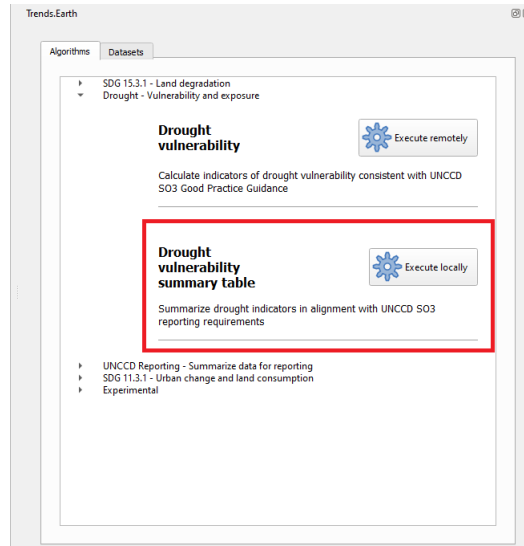 Trends.Earth
Algorithms
Datasets
SDG 15.3.1 - Land degradation
Drought - Vulnerability and exposure
Drought
vulnerability
Execute remotely
Calculate indicators of drought vulnerability consistent with UNCCD
SO3 Good Practice Guidance
Drought
vulnerability
summary table
Execute locally
Summarize drought indicators in alignment with UNCCD SO3
reporting requirements
UNCCD Reporting - Summarize data for reporting
SDG 11.3.1 - Urban change and land consumption
Experimental